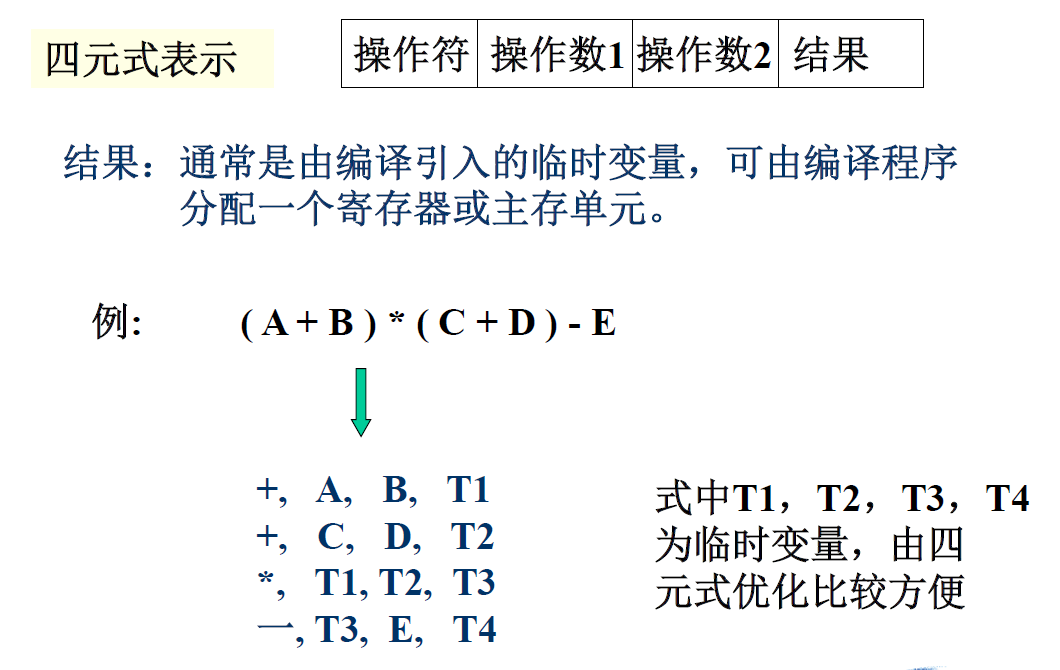 四元式表示
操作符 操作数1 操作数2 结果
结果：通常是由编译引入的临时变量，可由编译程序
分配一个寄存器或主存单元。
例:
( A + B ) * ( C + D ) - E
+, A, B, T1
+, C, D, T2
*, T1, T2, T3
一, T3, E, T4
式中T1，T2，T3，T4
为临时变量，由四
元式优化比较方便